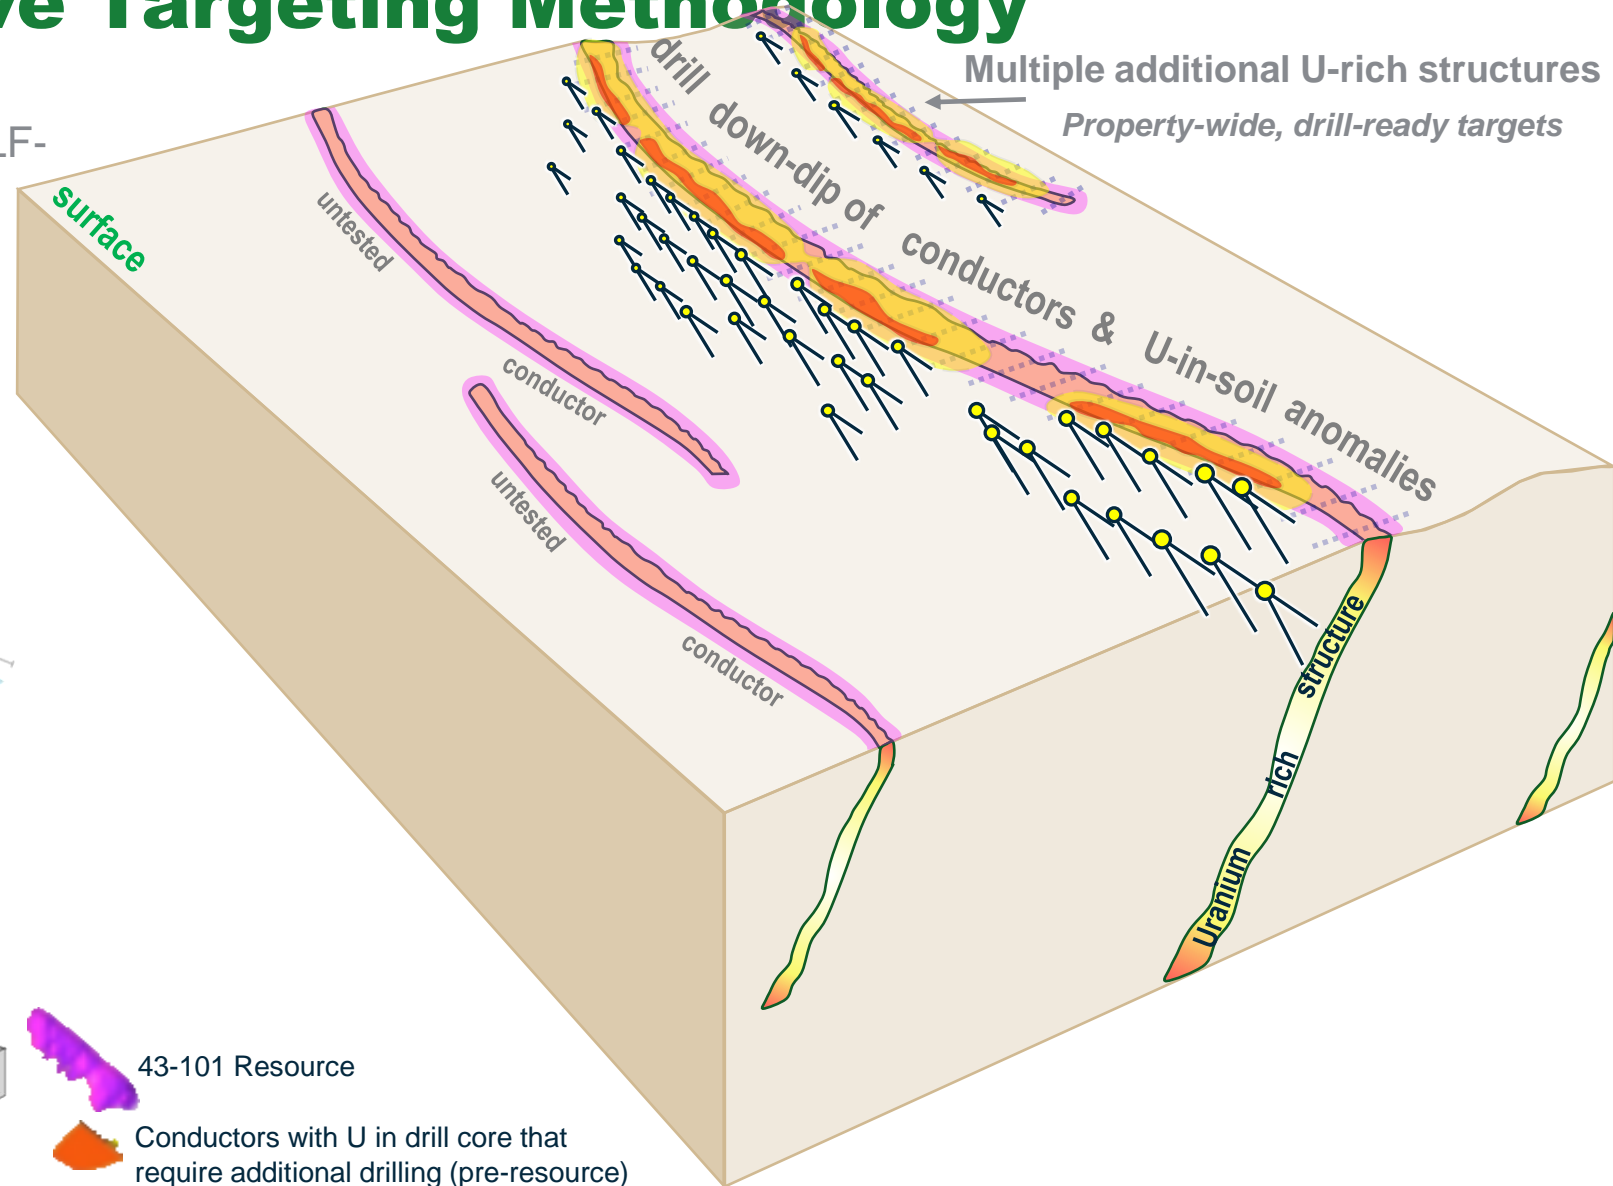 ve Targeting Methodology
Multiple additional U-rich structures
Property-wide, drill-ready targets
LF-
surface
drill down-dip of conductors & U-in-soil anomalies
untested
conductor
untested
conductor
Uranium rich structure
43-101 Resource
Conductors with U in drill core that
require additional drilling (pre-resource)